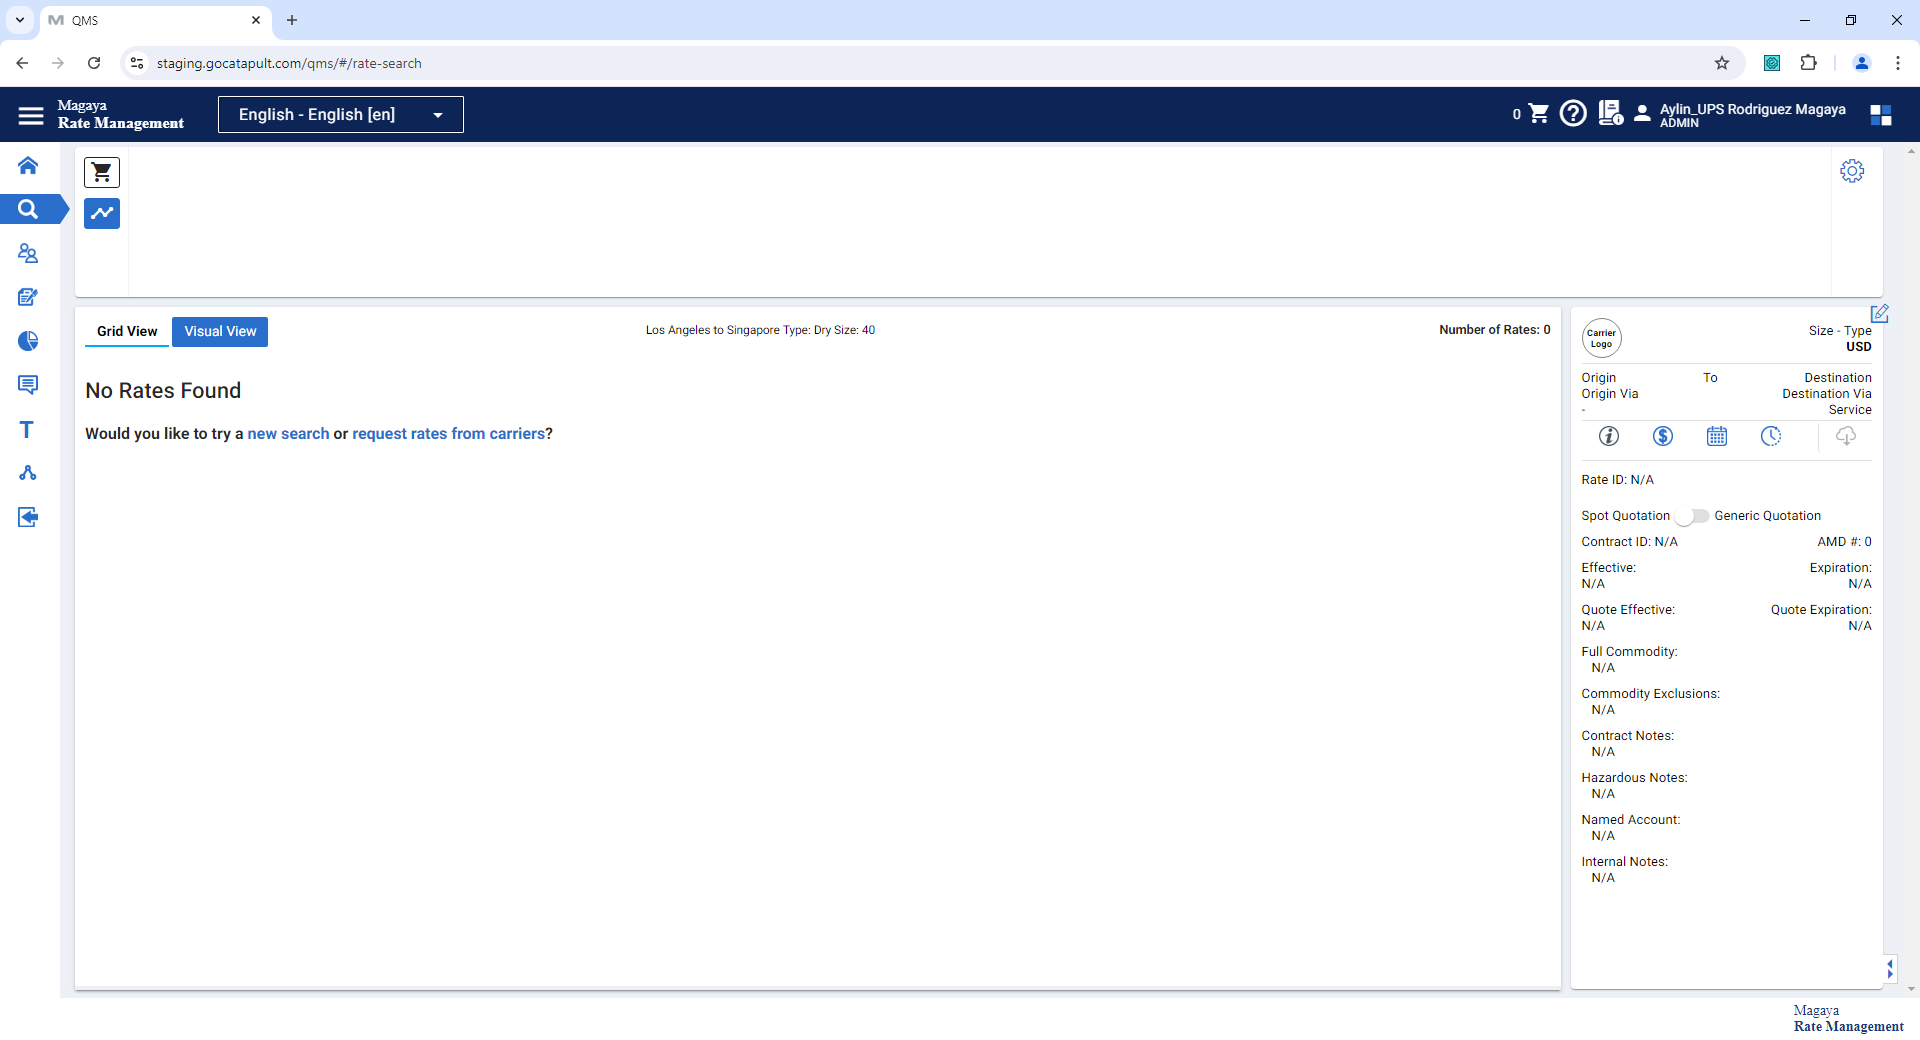 QMS
staging.gocatapult.com/qms/#/rate-search
Magaya
Rate Management
English - English [en]
0
Aylin_UPS Rodriguez Magaya
ADMIN
Grid View
Visual View
Los Angeles to Singapore Type: Dry Size: 40
Number of Rates: 0
No Rates Found
Would you like to try a new search or request rates from carriers?
Carrier
Logo
Size - Type
USD
Origin To Destination
Origin Via Destination Via
- Service
Rate ID: N/A
Spot Quotation Generic Quotation
Contract ID: N/A AMD #: 0
Effective: Expiration:
N/A N/A
Quote Effective: Quote Expiration:
N/A N/A
Full Commodity:
N/A
Commodity Exclusions:
N/A
Contract Notes:
N/A
Hazardous Notes:
N/A
Named Account:
N/A
Internal Notes:
N/A
Magaya
Rate Management